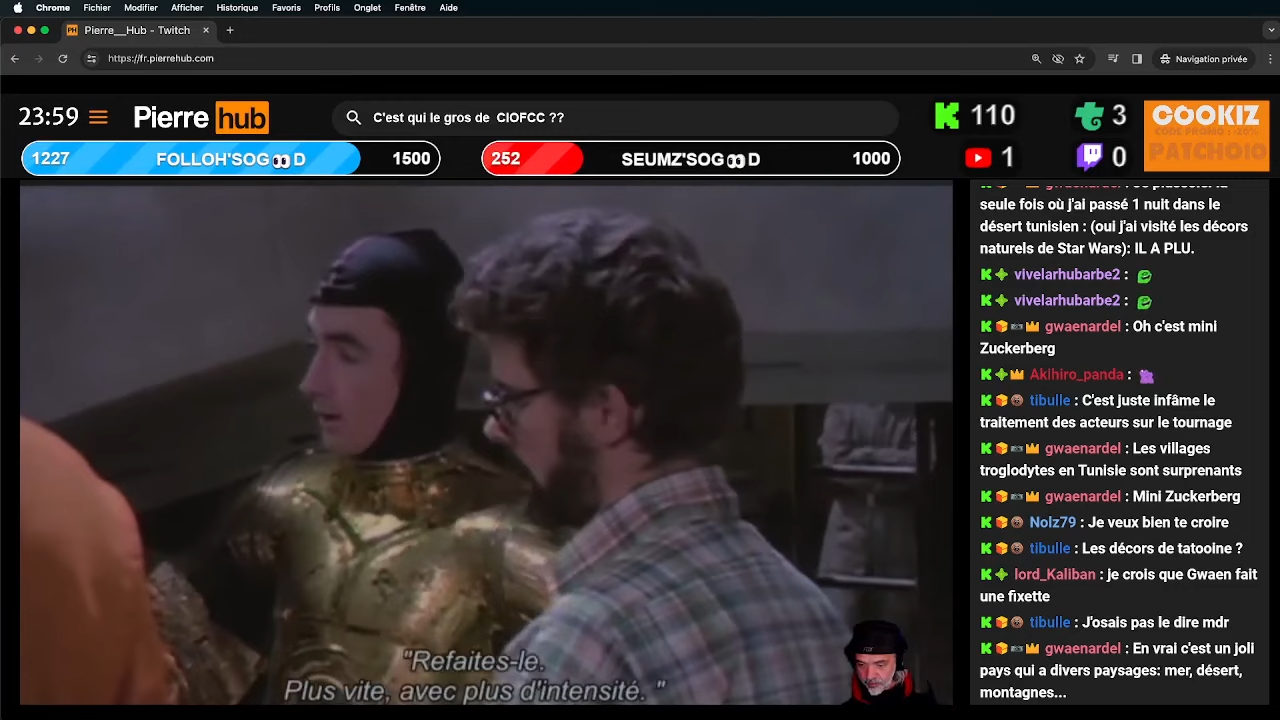 Chrome Fichier Modifier Afficher Historique Favoris Profils Onglet Fenêtre Aide
PH Pierre__Hub - Twitch
https://fr.pierrehub.com
Navigation privée
23:59 Pierre hub
C'est qui le gros de CIOFCC ??
110
3
1
0
COOKIZ
CODE PROMO : -20%
PATCHO10
1227 FOLLOH'SOG👀D 1500
252 SEUMZ'SOG👀D 1000
seule fois où j'ai passé 1 nuit dans le
désert tunisien : (oui j'ai visité les décors
naturels de Star Wars): IL A PLU.
vivelarhubarbe2 :
vivelarhubarbe2 :
gwaenardel : Oh c'est mini
Zuckerberg
Akihiro_panda :
tibulle : C'est juste infâme le
traitement des acteurs sur le tournage
gwaenardel : Les villages
troglodytes en Tunisie sont surprenants
gwaenardel : Mini Zuckerberg
Nolz79 : Je veux bien te croire
tibulle : Les décors de tatooine ?
lord_Kaliban : je crois que Gwaen fait
une fixette
tibulle : J'osais pas le dire mdr
gwaenardel : En vrai c'est un joli
pays qui a divers paysages: mer, désert,
montagnes...
"Refaites-le.
Plus vite, avec plus d'intensité. "